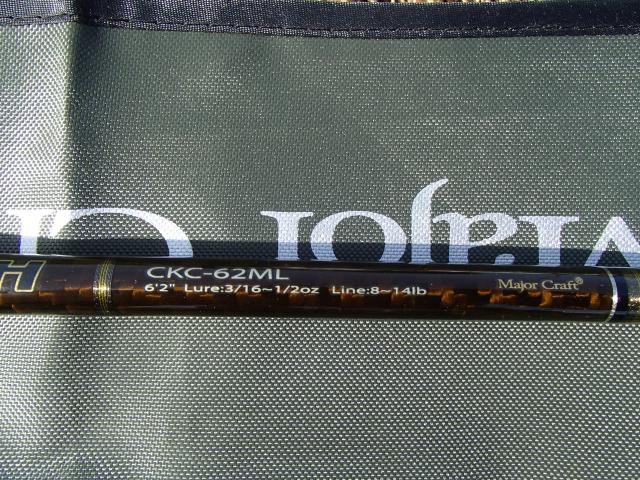 CKC-62ML
6'2" Lure:3/16~1/2oz Line:8~14lb
Major Craft®